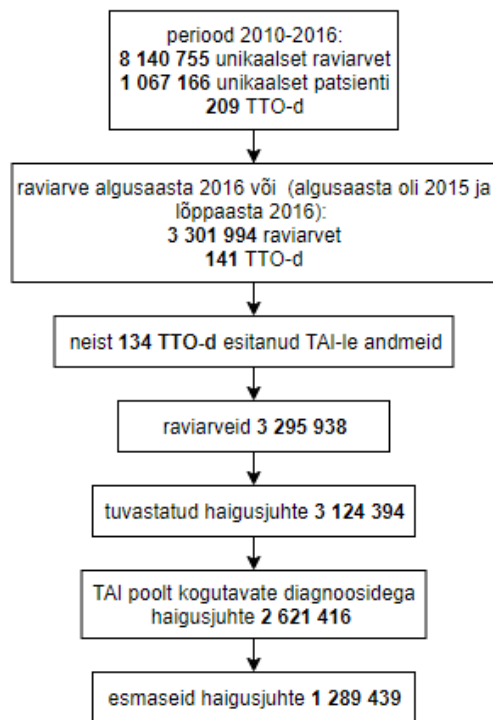 periood 2010-2016:
8 140 755 unikaalset raviarvet
1 067 166 unikaalset patsienti
209 TTO-d
raviarve algusaasta 2016 või (algusaasta oli 2015 ja
lõppaasta 2016):
3 301 994 raviarvet
141 TTO-d
neist 134 TTO-d esitanud TAI-le andmeid
raviarveid 3 295 938
tuvastatud haigusjuhte 3 124 394
TAI poolt kogutavate diagnoosidega
haigusjuhte 2 621 416
esmaseid haigusjuhte 1 289 439